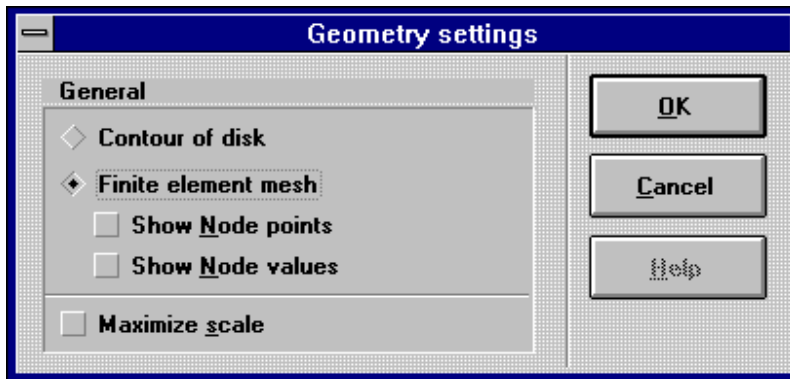 Geometry settings
General
Contour of disk
Finite element mesh
Show Node points
Show Node values
Maximize scale
OK
Cancel
Help